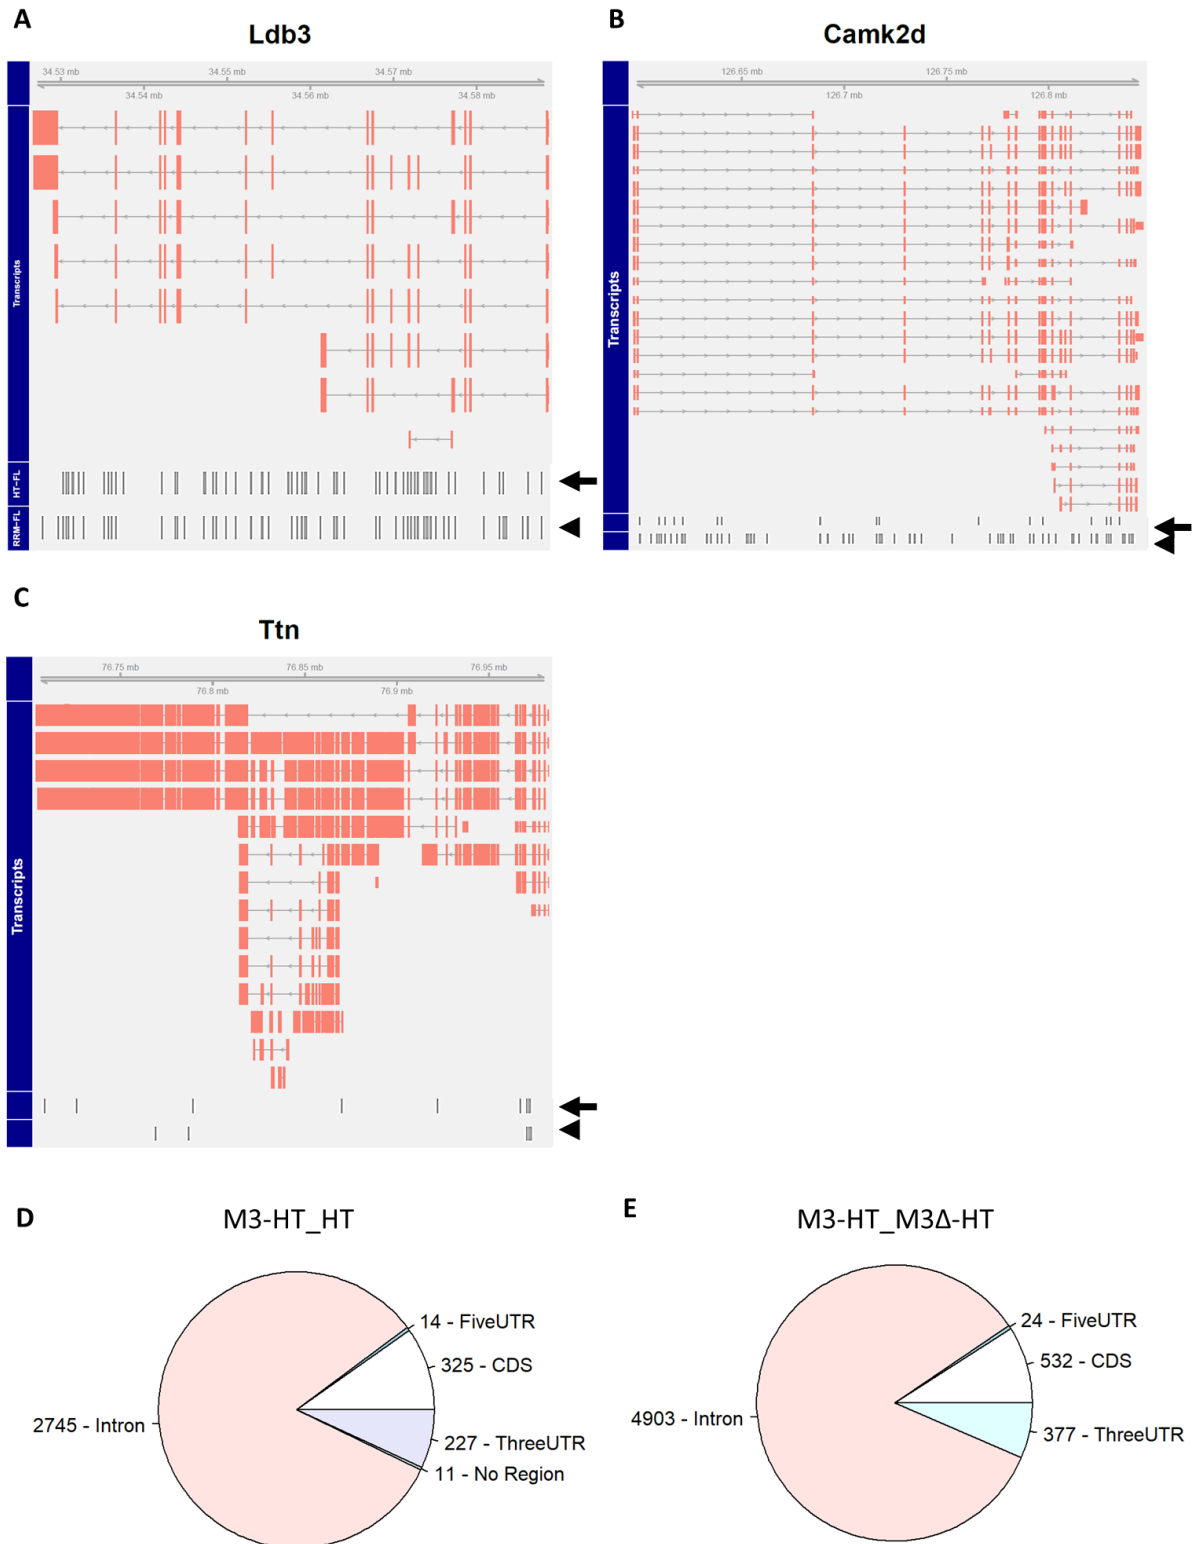 A
Ldb3
34.53 mb
34.55 mb
34.57 mb
34.54 mb
34.56 mb
34.58 mb
Transcripts
HT-FL
RRM-FL
B
Camk2d
126.65 mb
126.75 mb
126.7 mb
126.8 mb
Transcripts
C
Ttn
76.75 mb
76.85 mb
76.95 mb
76.8 mb
76.9 mb
Transcripts
D
M3-HT_HT
14 - FiveUTR
325 - CDS
2745 - Intron
227 - ThreeUTR
11 - No Region
E
M3-HT_M3Δ-HT
24 - FiveUTR
532 - CDS
4903 - Intron
377 - ThreeUTR